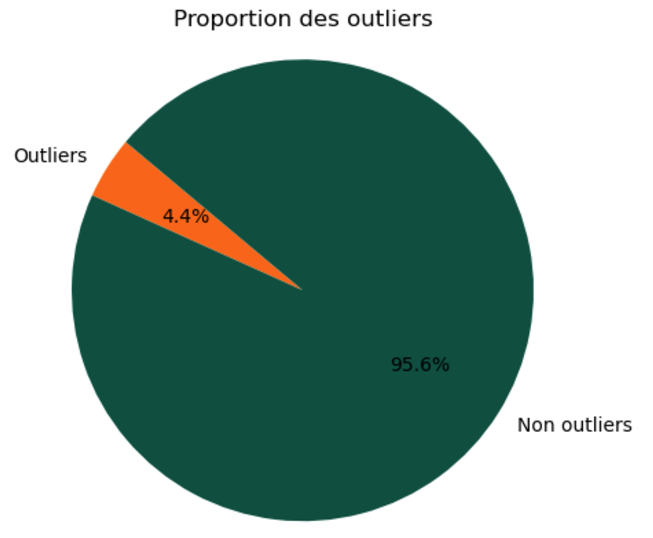 Proportion des outliers
Outliers
4.4%
95.6%
Non outliers